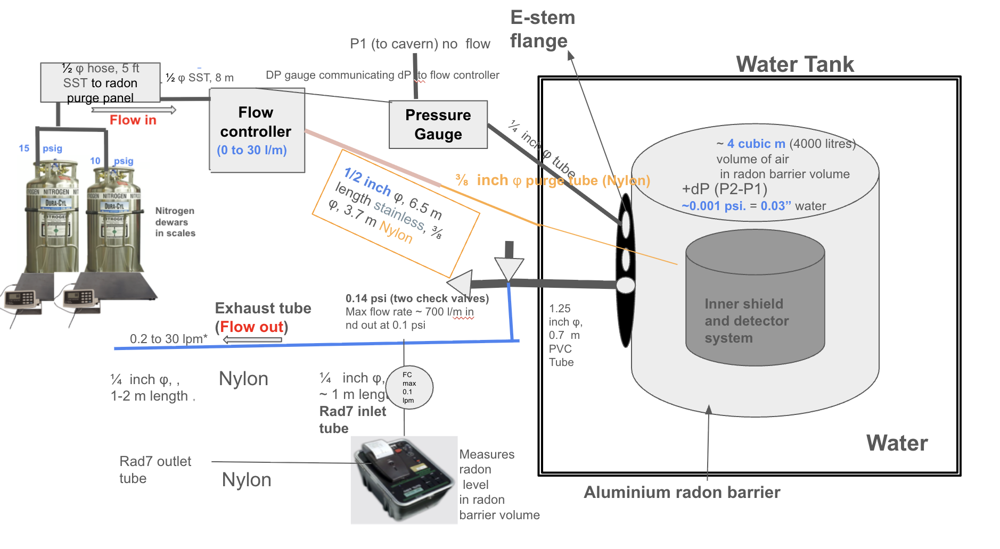 E-stem
flange
P1 (to cavern) no  flow
Water Tank
½ φ hose, 5 ft
SST to radon
purge panel
½ φ SST, 8 m
DP gauge communicating dP  to flow controller
Flow in
Flow
controller
(0 to 30 l/m)
Pressure
Gauge
¼  inch φ tube
15 psig
10 psig
NITROGEN
NITROGEN
DURA-CYL
DURA-CYL
NITROGEN
NITROGEN
Nitrogen
dewars
in scales
1/2 inch φ, 6.5 m
length stainless, ⅜
φ, 3.7 m Nylon
⅜  inch φ purge tube (Nylon)
~ 4 cubic m (4000 litres)
volume of air
in radon barrier volume
+dP (P2-P1)
~0.001 psi. = 0.03” water
Inner shield
and detector
system
0.14 psi (two check valves)
Max flow rate ~ 700 l/m in
nd out at 0.1 psi
Exhaust tube
(Flow out)
0.2 to 30 lpm*
1.25
inch φ,
0.7  m
PVC
Tube
¼  inch φ, ,
1-2 m length .
Nylon
¼   inch φ,
~ 1 m leng
Rad7 inlet
tube
FC
max
0.1
lpm
Water
Rad7 outlet
tube
Nylon
Measures
radon
level
in radon
barrier volume
Aluminium radon barrier